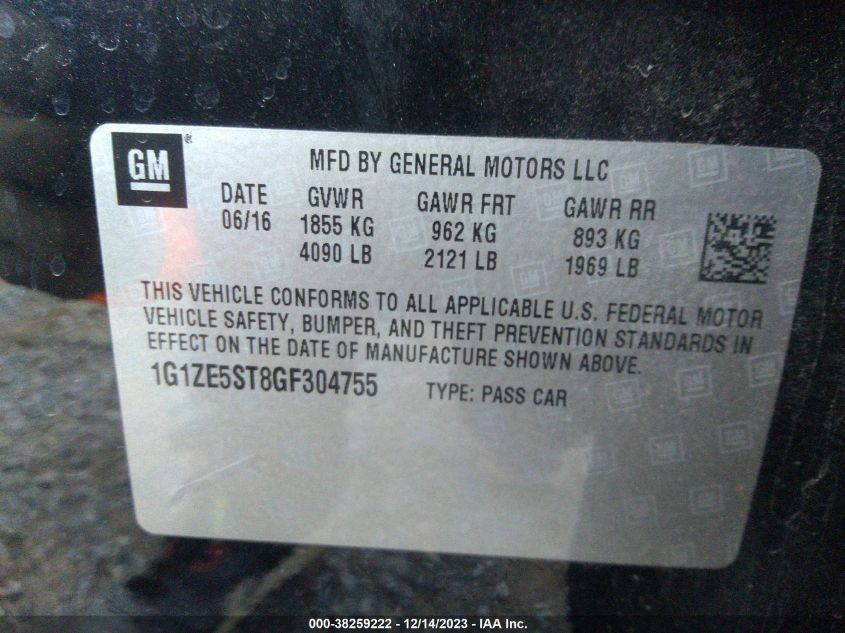 GM ®
MFD BY GENERAL MOTORS LLC
DATE GVWR GAWR FRT GAWR RR
06/16 1855 KG 962 KG 893 KG
4090 LB 2121 LB 1969 LB
THIS VEHICLE CONFORMS TO ALL APPLICABLE U.S. FEDERAL MOTOR
VEHICLE SAFETY, BUMPER, AND THEFT PREVENTION STANDARDS IN
EFFECT ON THE DATE OF MANUFACTURE SHOWN ABOVE.
1G1ZE5ST8GF304755 TYPE: PASS CAR
000-38259222 - 12/14/2023 - IAA Inc.